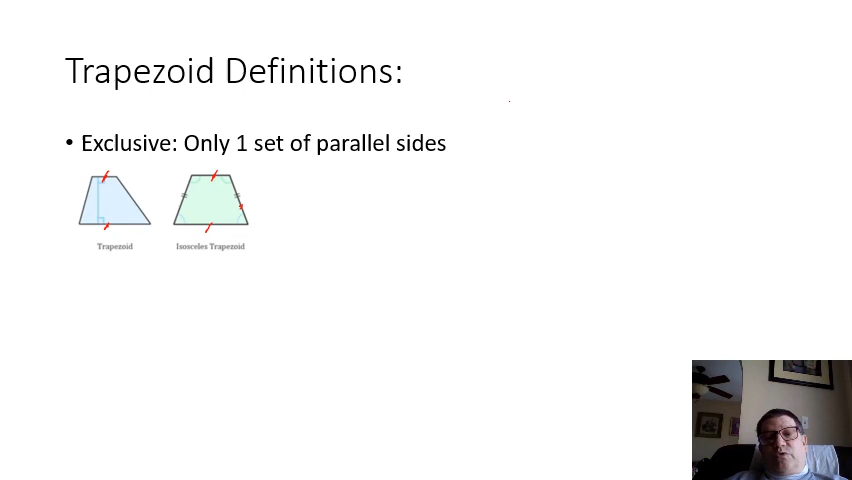 Trapezoid Definitions:
• Exclusive: Only 1 set of parallel sides
Trapezoid
Isosceles Trapezoid